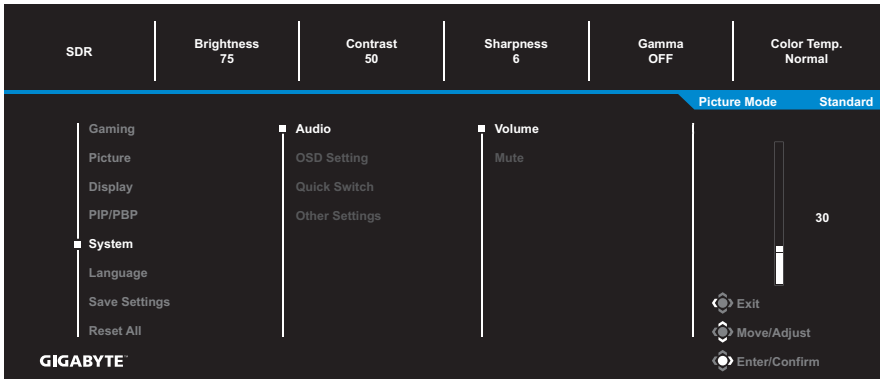 SDR
Brightness
75
Contrast
50
Sharpness
6
Gamma
OFF
Color Temp.
Normal
Picture Mode Standard
Gaming
Picture
Display
PIP/PBP
System
Language
Save Settings
Reset All
Audio
OSD Setting
Quick Switch
Other Settings
Volume
Mute
30
Exit
Move/Adjust
Enter/Confirm
GIGABYTE™